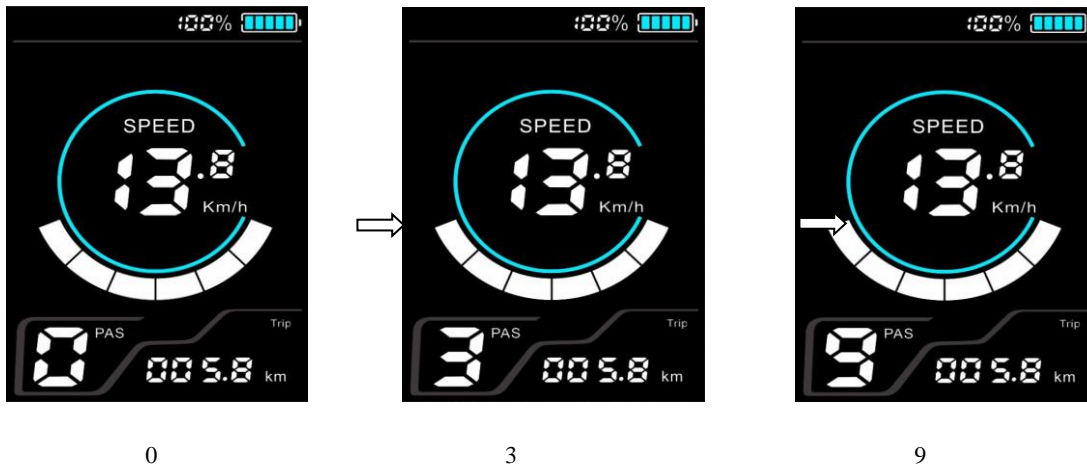 100%
SPEED
13.8
Km/h
PAS
0
Trip
005.8 km
100%
SPEED
13.8
Km/h
PAS
3
Trip
005.8 km
100%
SPEED
13.8
Km/h
PAS
9
Trip
005.8 km
0 3 9